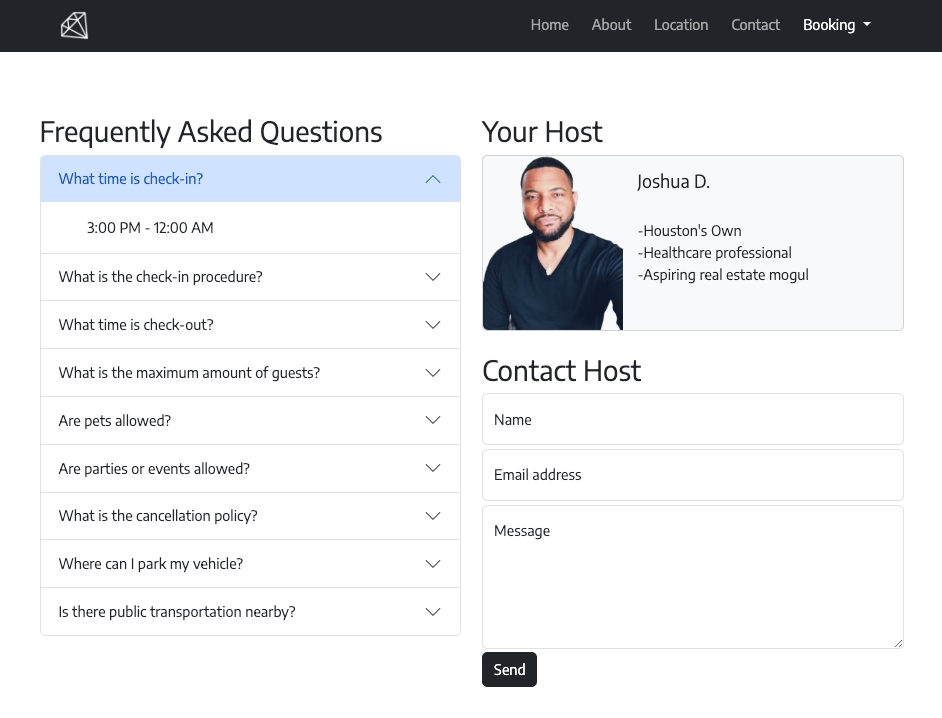 Home About Location Contact Booking
Frequently Asked Questions
What time is check-in?
3:00 PM - 12:00 AM
What is the check-in procedure?
What time is check-out?
What is the maximum amount of guests?
Are pets allowed?
Are parties or events allowed?
What is the cancellation policy?
Where can I park my vehicle?
Is there public transportation nearby?
Your Host
Joshua D.
-Houston's Own
-Healthcare professional
-Aspiring real estate mogul
Contact Host
Name
Email address
Message
Send